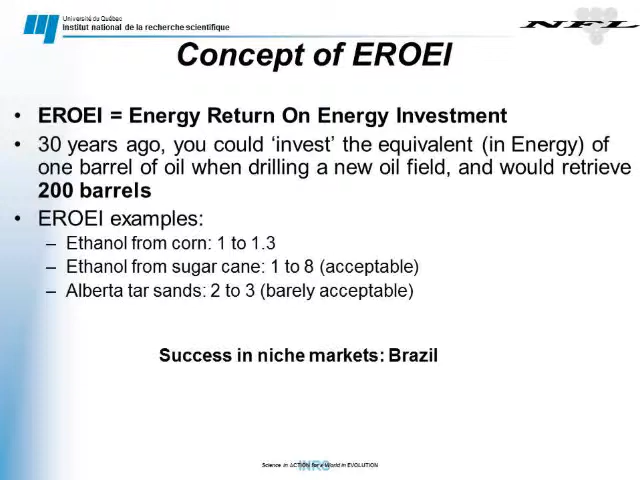 Université du Québec
Institut national de la recherche scientifique
NFL
Concept of EROEI
• EROEI = Energy Return On Energy Investment
• 30 years ago, you could ‘invest’ the equivalent (in Energy) of
one barrel of oil when drilling a new oil field, and would retrieve
200 barrels
• EROEI examples:
– Ethanol from corn: 1 to 1.3
– Ethanol from sugar cane: 1 to 8 (acceptable)
– Alberta tar sands: 2 to 3 (barely acceptable)
Success in niche markets: Brazil
Science in ACTION for a World in EVOLUTION
INRS